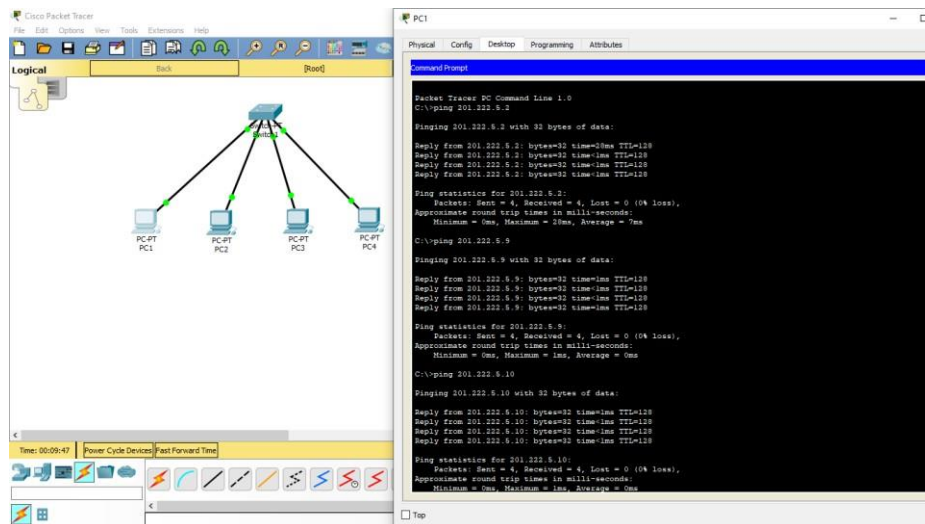 Cisco Packet Tracer
File Edit Options View Tools Extensions Help
Logical
Back
[Root]
Switch-PT
PC-PT
PC1
PC-PT
PC2
PC-PT
PC3
PC-PT
PC4
Time: 00:09:47
Power Cycle Devices
Fast Forward Time
PC1
Physical Config Desktop Programming Attributes
Command Prompt
Packet Tracer PC Command Line 1.0
C:\>ping 201.222.5.2
Pinging 201.222.5.2 with 32 bytes of data:
Reply from 201.222.5.2: bytes=32 time=28ms TTL=128
Reply from 201.222.5.2: bytes=32 time<1ms TTL=128
Reply from 201.222.5.2: bytes=32 time<1ms TTL=128
Reply from 201.222.5.2: bytes=32 time<1ms TTL=128
Ping statistics for 201.222.5.2:
Packets: Sent = 4, Received = 4, Lost = 0 (0% loss),
Approximate round trip times in milli-seconds:
Minimum = 0ms, Maximum = 28ms, Average = 7ms
C:\>ping 201.222.5.9
Pinging 201.222.5.9 with 32 bytes of data:
Reply from 201.222.5.9: bytes=32 time=1ms TTL=128
Reply from 201.222.5.9: bytes=32 time<1ms TTL=128
Reply from 201.222.5.9: bytes=32 time<1ms TTL=128
Reply from 201.222.5.9: bytes=32 time=1ms TTL=128
Ping statistics for 201.222.5.9:
Packets: Sent = 4, Received = 4, Lost = 0 (0% loss),
Approximate round trip times in milli-seconds:
Minimum = 0ms, Maximum = 1ms, Average = 0ms
C:\>ping 201.222.5.10
Pinging 201.222.5.10 with 32 bytes of data:
Reply from 201.222.5.10: bytes=32 time=1ms TTL=128
Reply from 201.222.5.10: bytes=32 time<1ms TTL=128
Reply from 201.222.5.10: bytes=32 time<1ms TTL=128
Reply from 201.222.5.10: bytes=32 time<1ms TTL=128
Ping statistics for 201.222.5.10:
Packets: Sent = 4, Received = 4, Lost = 0 (0% loss),
Approximate round trip times in milli-seconds:
Minimum = 0ms, Maximum = 1ms, Average = 0ms
Top